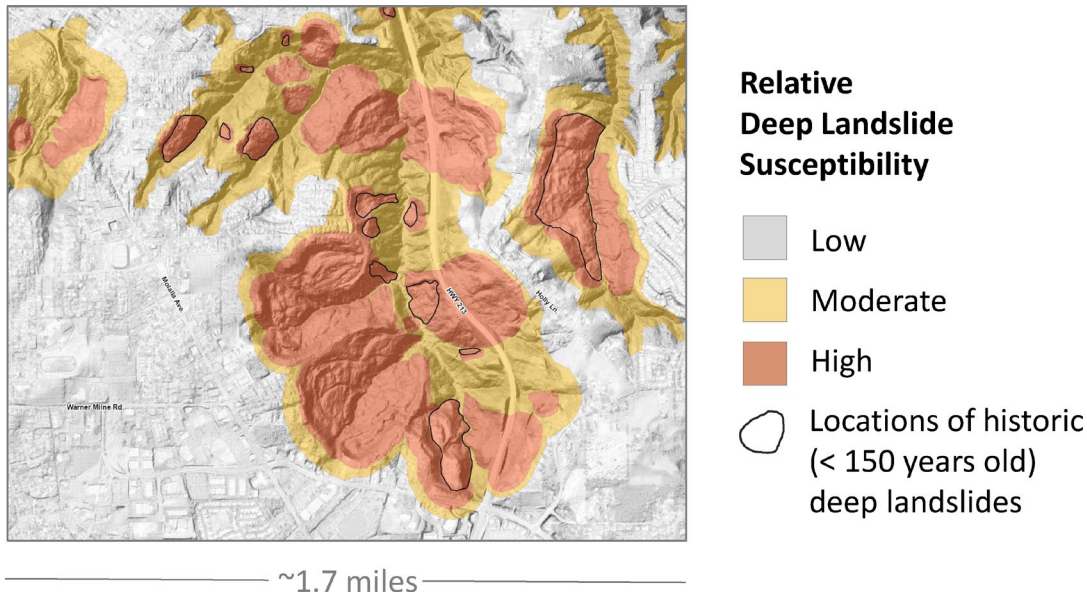 Relative
Deep Landslide
Susceptibility
Low
Moderate
High
Locations of historic
(< 150 years old)
deep landslides
Molalla Ave.
HWY 213
Holly Ln.
Warner Milne Rd
~1.7 miles